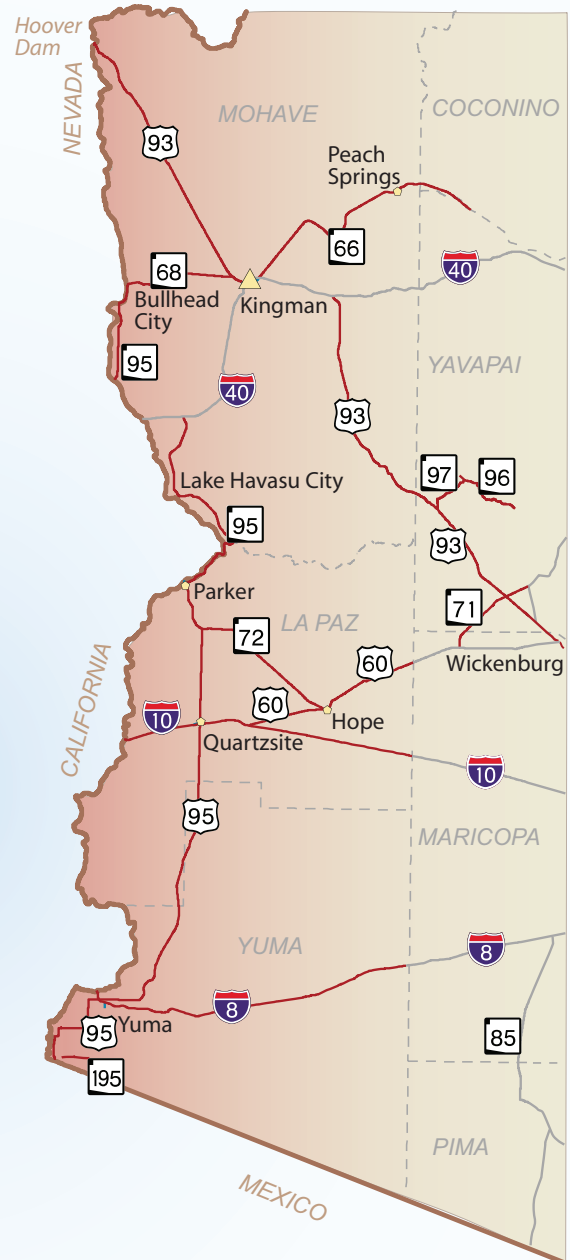 Hoover
Dam
NEVADA
MOHAVE
COCONINO
93
Peach
Springs
66
68
40
Bullhead
City
Kingman
95
YAVAPAI
40
93
97
96
Lake Havasu City
95
93
Parker
71
LA PAZ
72
60
Wickenburg
CALIFORNIA
60
10
Hope
Quartzsite
10
95
MARICOPA
YUMA
8
8
Yuma
95
85
195
PIMA
MEXICO